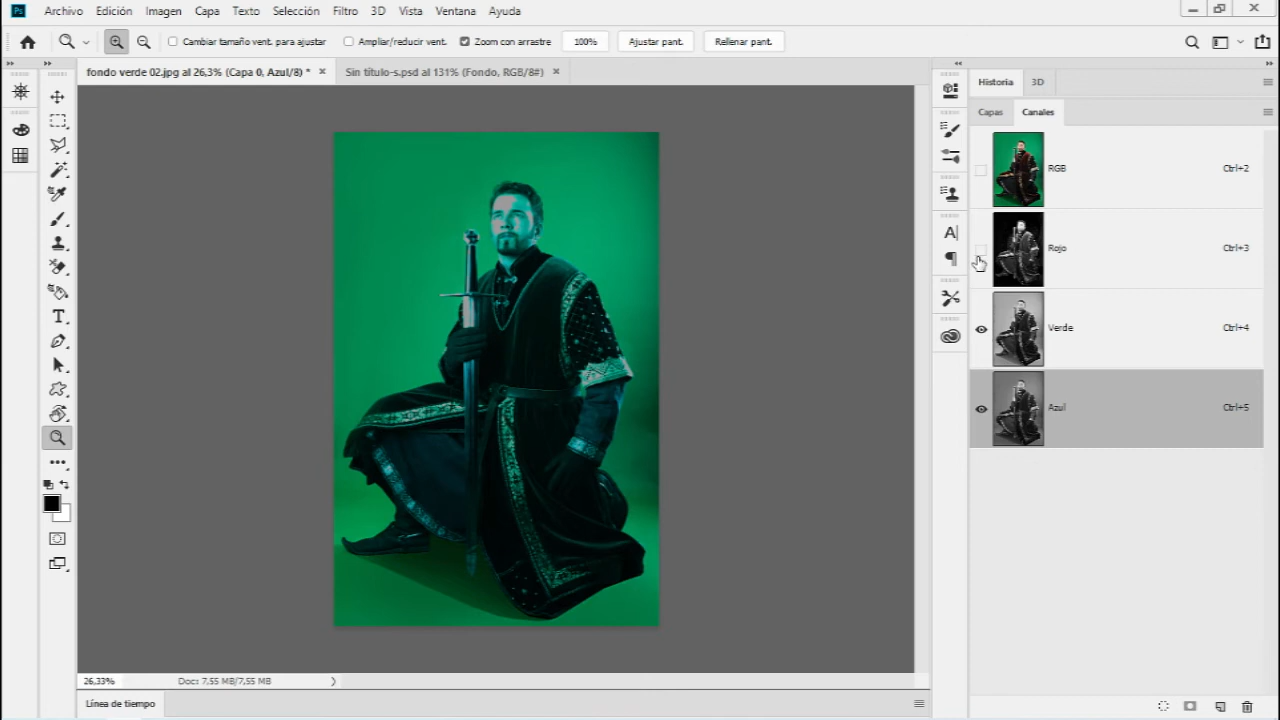 Ps Archivo Edición Imagen Capa Texto Selección Filtro 3D Vista Ventana Ayuda
Cambiar tamaño vent. para ajustar Ampliar/reducir vent. Zoom con arrastre 100% Ajustar pant. Rellenar pant.
fondo verde 02.jpg al 26,3% (Capa 0, Azul/8) * Sin título-s.psd al 131% (Fondo, RGB/8#)
Historia 3D
Capas Canales
RGB Ctrl+2
Rojo Ctrl+3
Verde Ctrl+4
Azul Ctrl+5
26,33% Doc: 7,55 MB/7,55 MB
Línea de tiempo